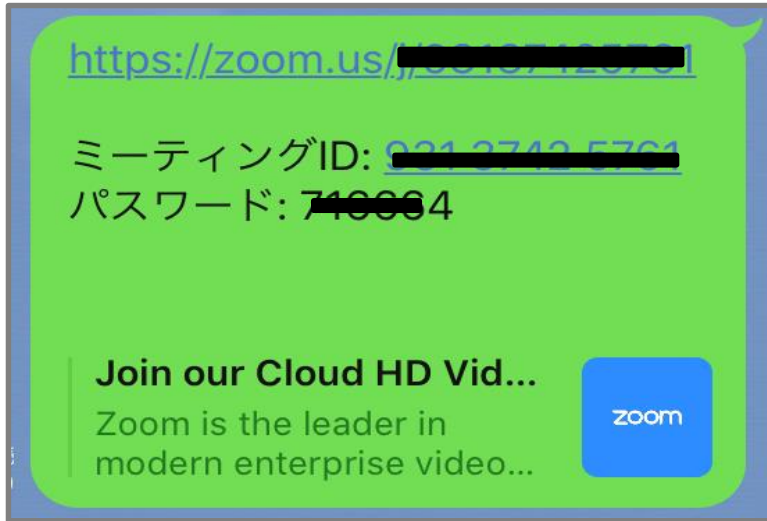 https://zoom.us/j/
ミーティングID:
パスワード:
Join our Cloud HD Vid...
Zoom is the leader in
modern enterprise video...
zoom